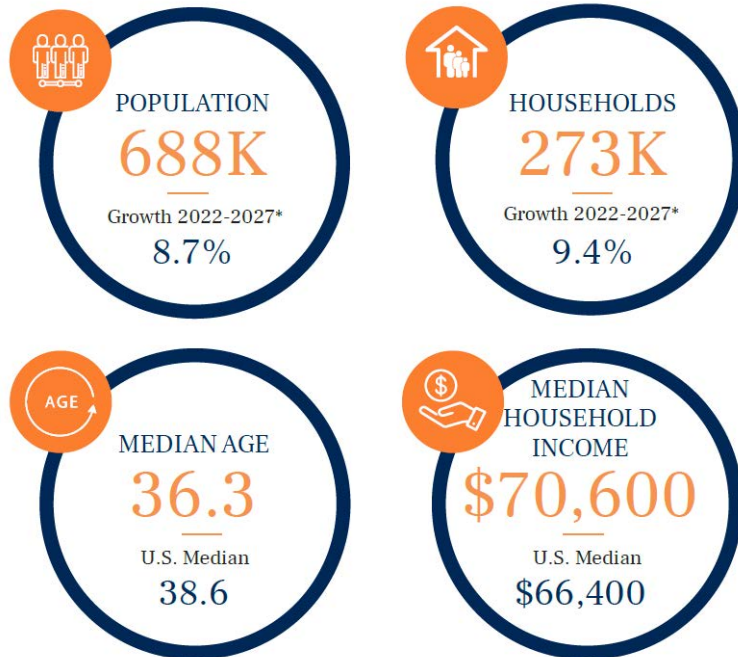 POPULATION
688K
Growth 2022-2027*
8.7%
HOUSEHOLDS
273K
Growth 2022-2027*
9.4%
AGE
MEDIAN AGE
36.3
U.S. Median
38.6
$
MEDIAN
HOUSEHOLD
INCOME
$70,600
U.S. Median
$66,400